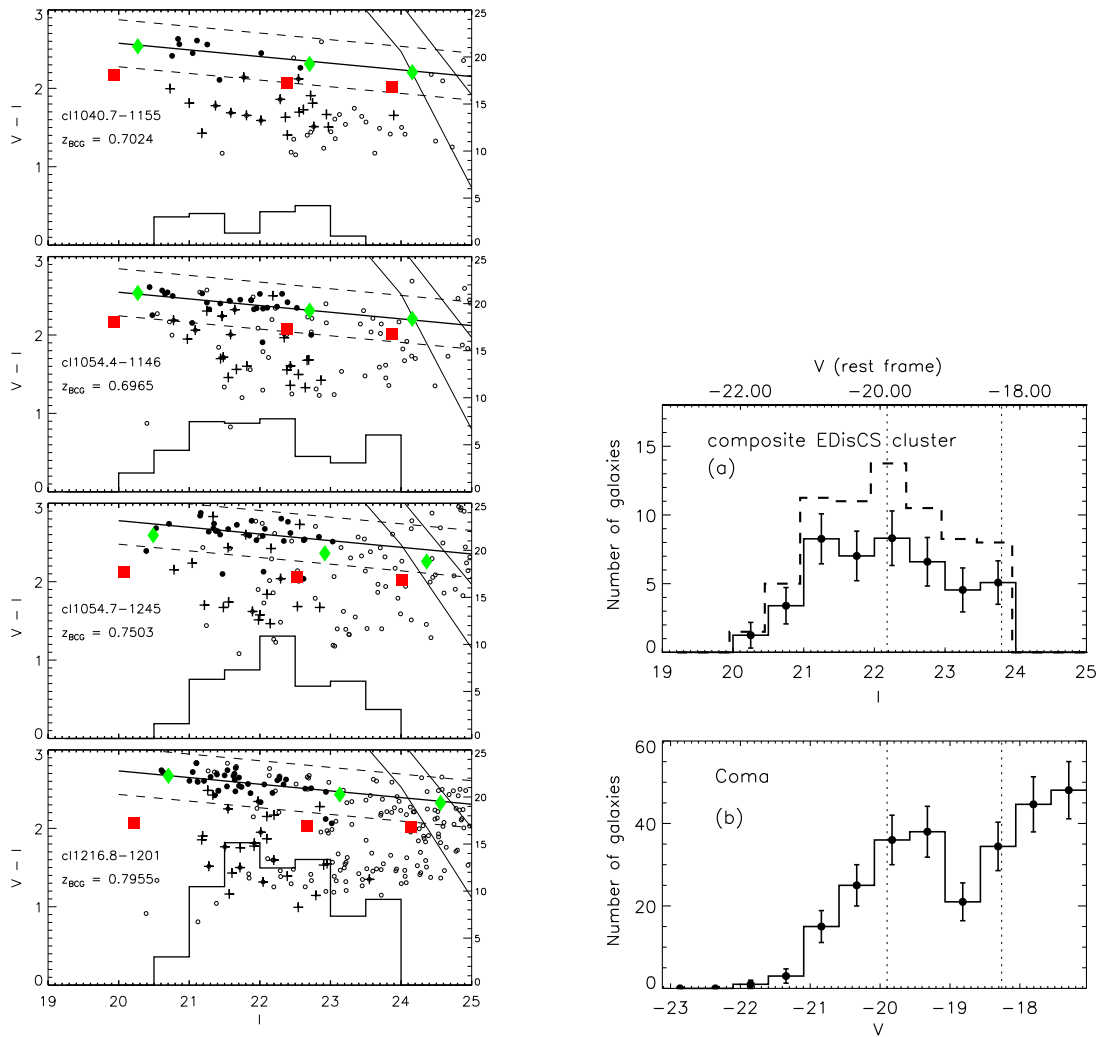 3
25
20
2
15
V – I
cl1040.7–1155
z_BCG = 0.7024
10
1
5
0
0
3
25
20
2
15
V – I
cl1054.4–1146
z_BCG = 0.6965
10
1
5
0
0
3
25
20
2
15
V – I
cl1054.7–1245
z_BCG = 0.7503
10
1
5
0
0
3
25
20
2
15
V – I
cl1216.8–1201
z_BCG = 0.7955
10
1
5
0
0
19 20 21 22 23 24 25
I
V (rest frame)
−22.00 −20.00 −18.00
Number of galaxies
15
10
5
0
composite EDisCS cluster
(a)
19 20 21 22 23 24 25
I
Number of galaxies
60
40
20
0
Coma
(b)
−23 −22 −21 −20 −19 −18
V